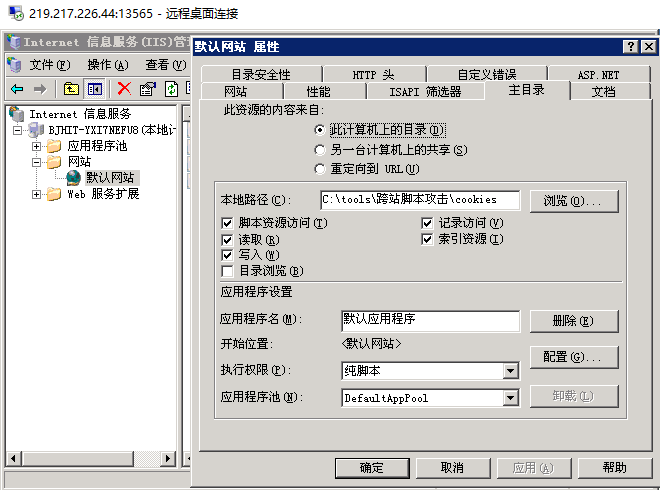 219.217.226.44:13565 - 远程桌面连接
Internet 信息服务(IIS)管
文件(F) 操作(A) 查看(V)
Internet 信息服务
BJHIT-YXI7NEFU8(本地计
应用程序池
网站
默认网站
Web 服务扩展
默认网站 属性
目录安全性 HTTP 头 自定义错误 ASP.NET
网站 性能 ISAPI 筛选器 主目录 文档
此资源的内容来自:
此计算机上的目录(D)
另一台计算机上的共享(S)
重定向到 URL(U)
本地路径(C): C:\tools\跨站脚本攻击\cookies 浏览(O)...
脚本资源访问(T) 记录访问(V)
读取(R) 索引资源(I)
写入(W)
目录浏览(B)
应用程序设置
应用程序名(M): 默认应用程序 删除(E)
开始位置: <默认网站>
配置(G)...
执行权限(P): 纯脚本
应用程序池(N): DefaultAppPool 卸载(L)
确定 取消 应用(A) 帮助